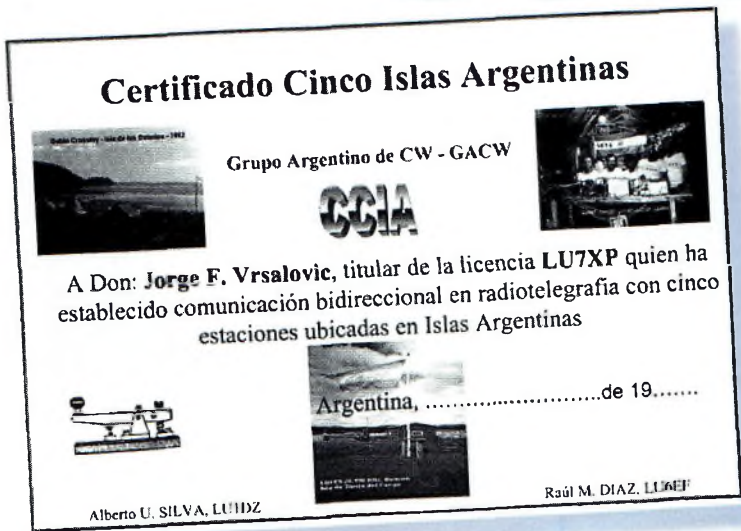 Certificado Cinco Islas Argentinas
Grupo Argentino de CW - GACW
CCIA
A Don: Jorge F. Vrsalovic, titular de la licencia LU7XP quien ha
establecido comunicación bidireccional en radiotelegrafía con cinco
estaciones ubicadas en Islas Argentinas
Argentina, ................................de 19.......
Alberto U. SILVA, LU1DZ
Raúl M. DIAZ, LU6EF